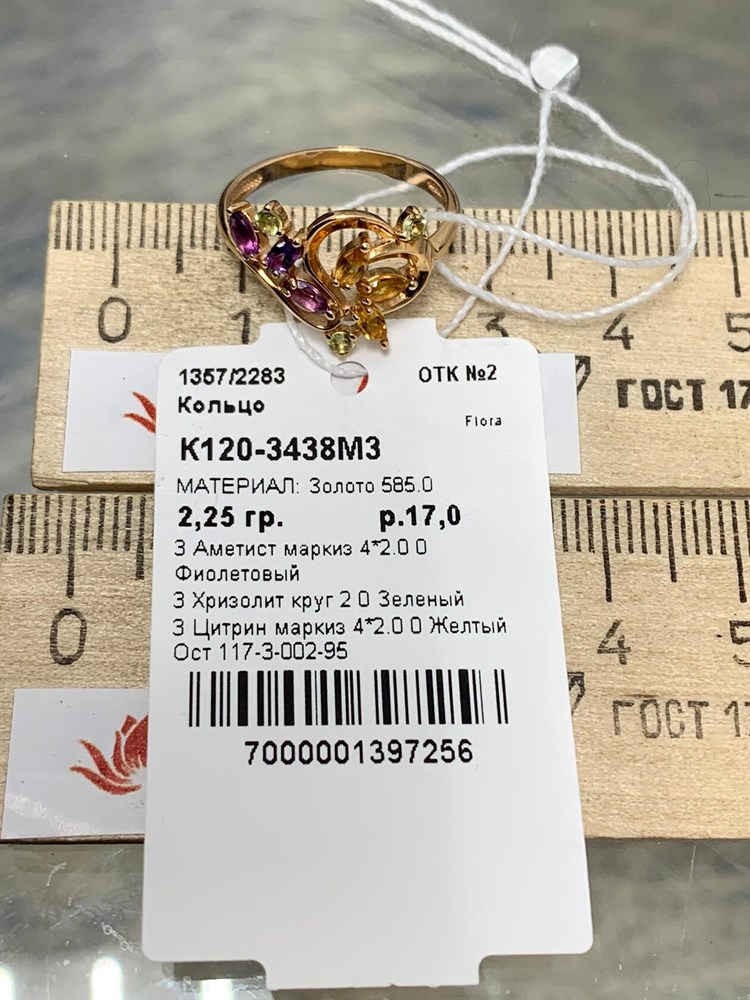 0 1 3 4 5
ГОСТ 17
1357/2283 ОТК №2
Кольцо
Flora
К120-3438М3
МАТЕРИАЛ: Золото 585.0
2,25 гр. р.17,0
3 Аметист маркиз 4*2.0 0
Фиолетовый
3 Хризолит круг 2 0 Зеленый
3 Цитрин маркиз 4*2.0 0 Желтый
Ост 117-3-002-95
7000001397256
0 4 5
ГОСТ 17